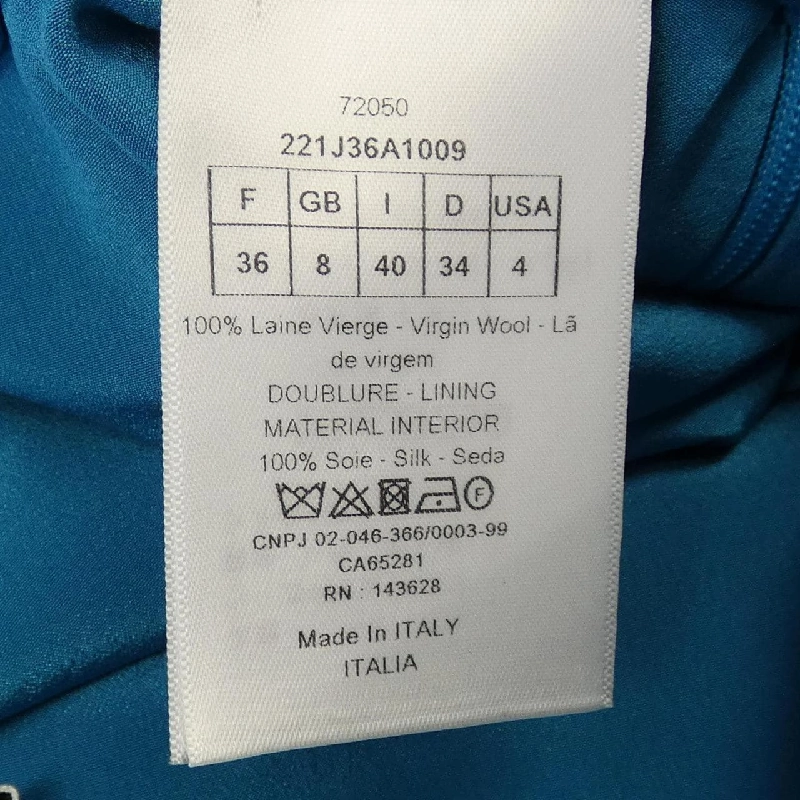 72050
221J36A1009
F GB I D USA
36 8 40 34 4
100% Laine Vierge - Virgin Wool - Lã
de virgem
DOUBLURE - LINING
MATERIAL INTERIOR
100% Soie - Silk - Seda
F
CNPJ 02-046-366/0003-99
CA65281
RN : 143628
Made In ITALY
ITALIA